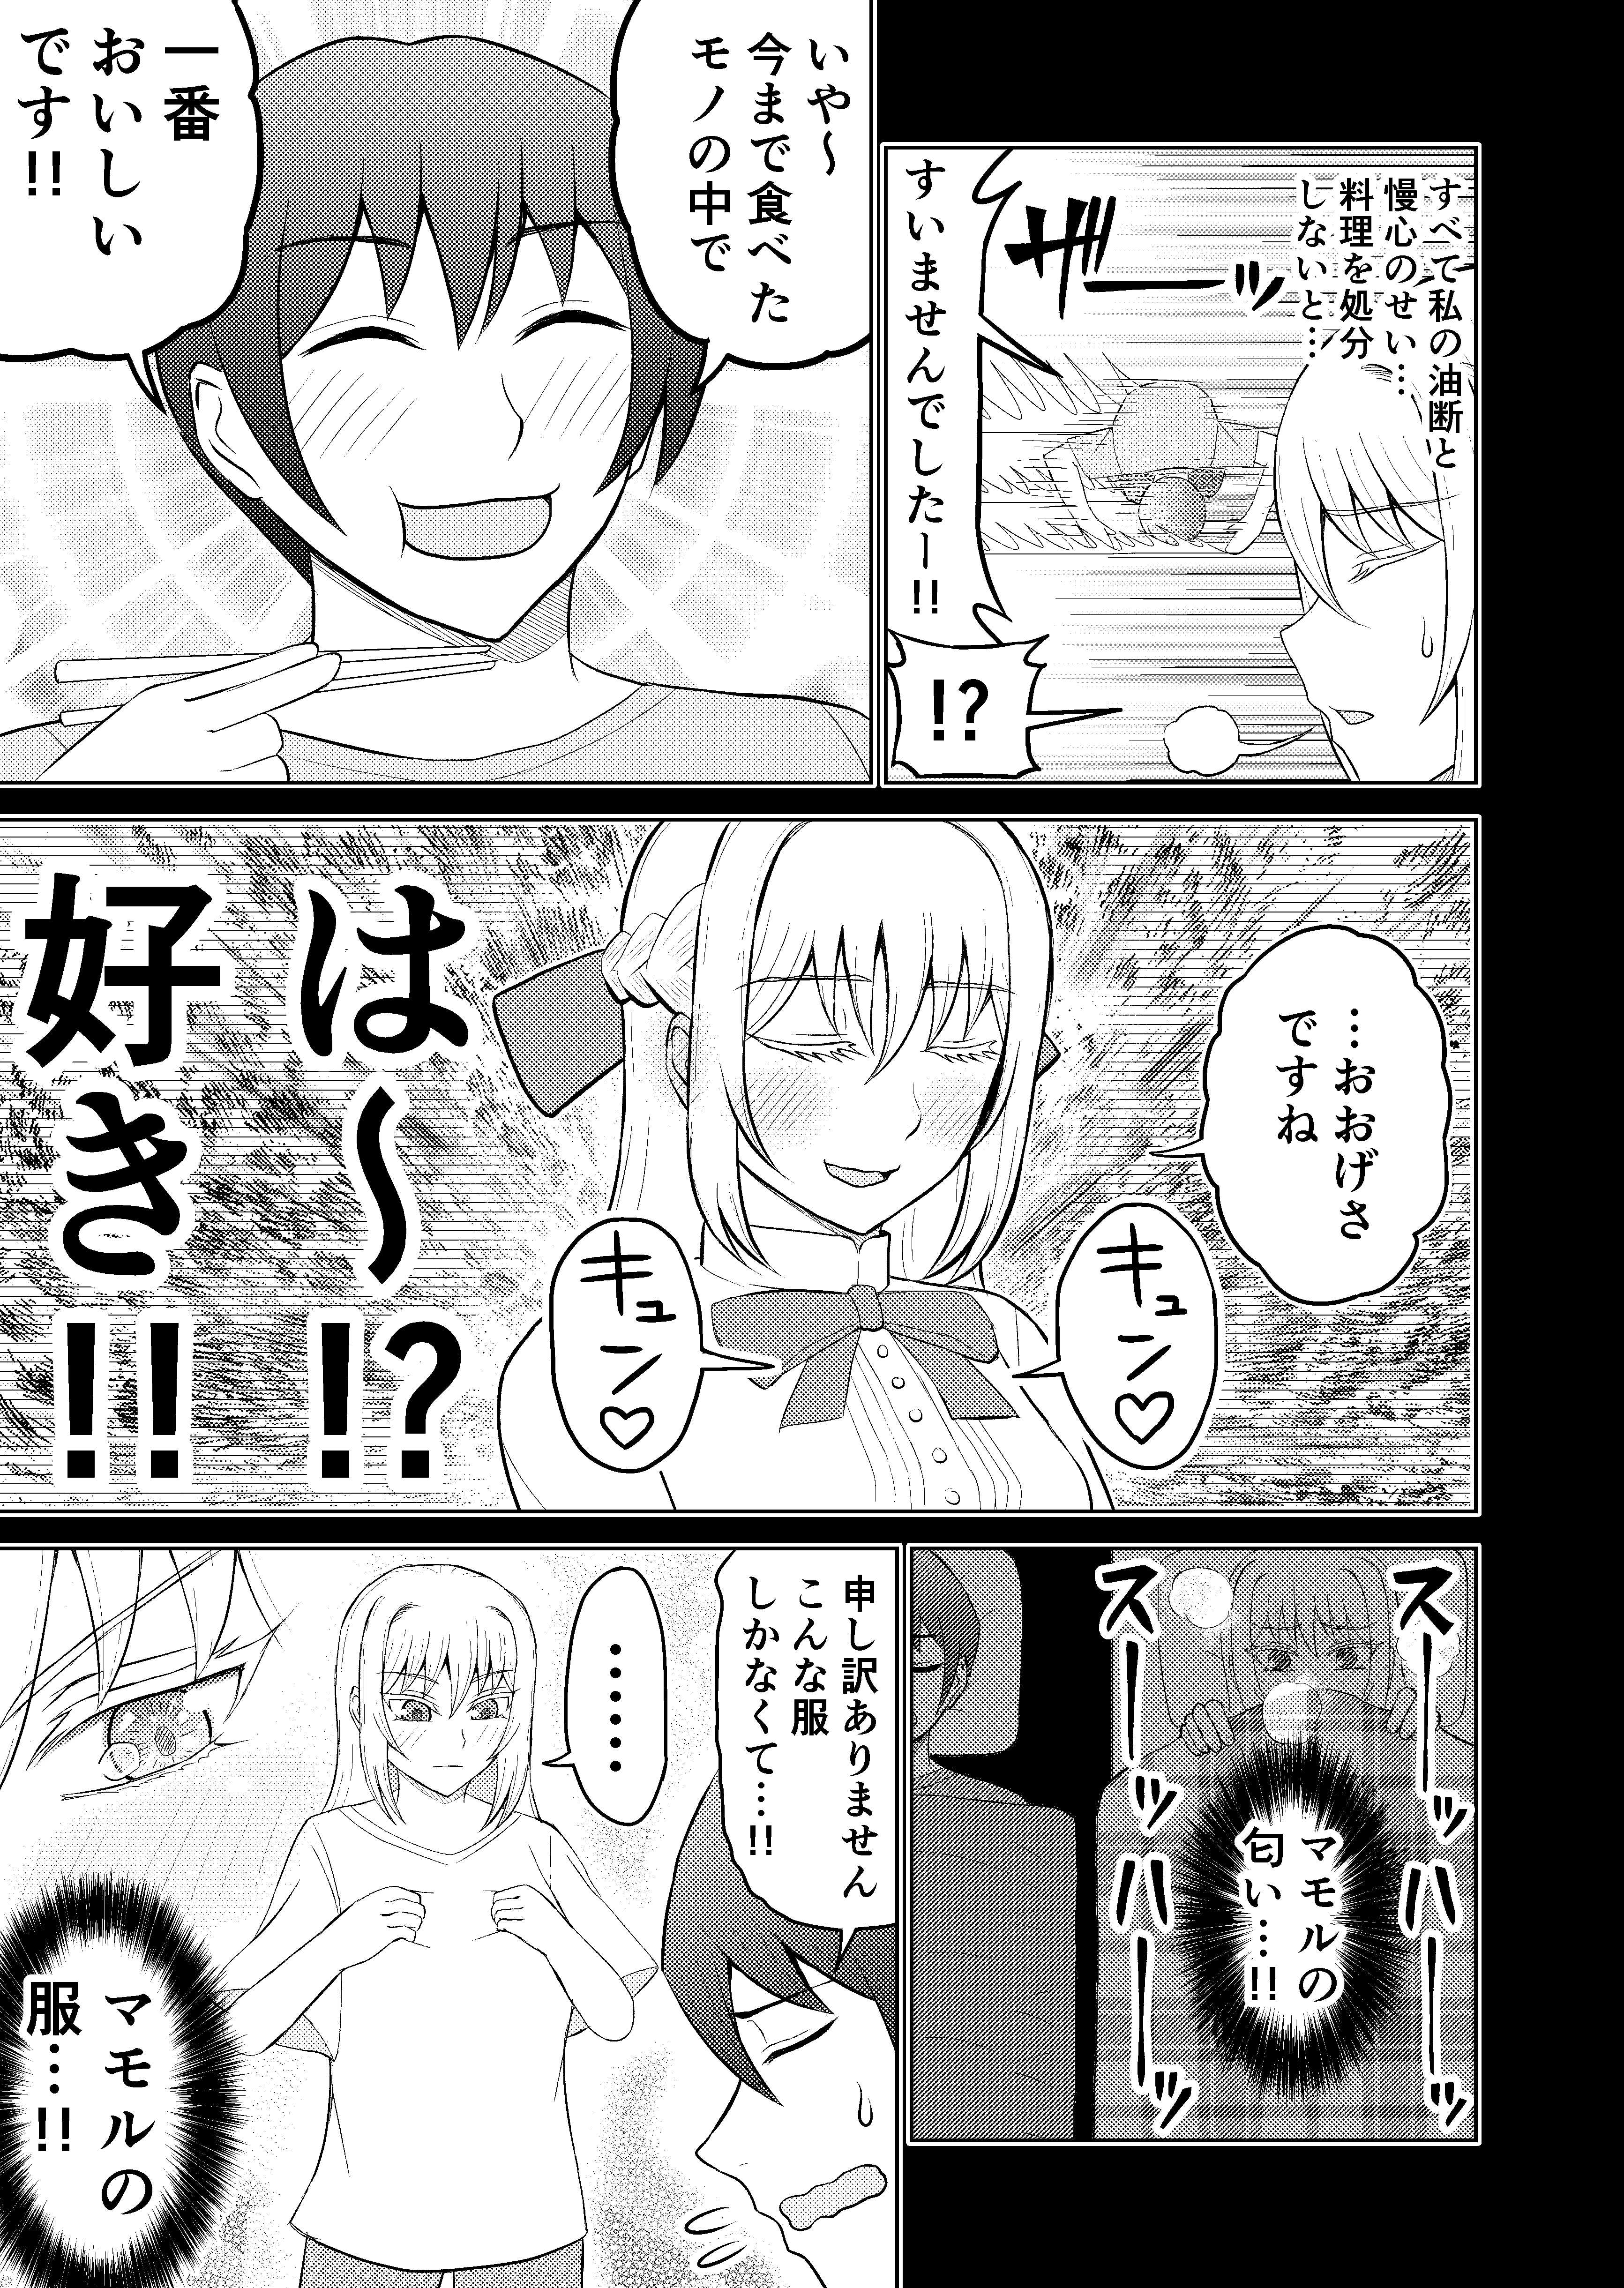 すべて私の油断と
慢心のせい…
料理を処分
しないと…
ザーッ
すいませんでしたー!!
!?
いや〜
今まで食べた
モノの中で
一番
おいしい
です!!
…おおげさ
ですね
キュン♡
キュン♡
は〜!?
好き!!
スーッハーッ
スーッハーッ
マモルの
匂い…!!
申し訳ありません
こんな服
しかなくて…!!
……
マモルの
服…!!